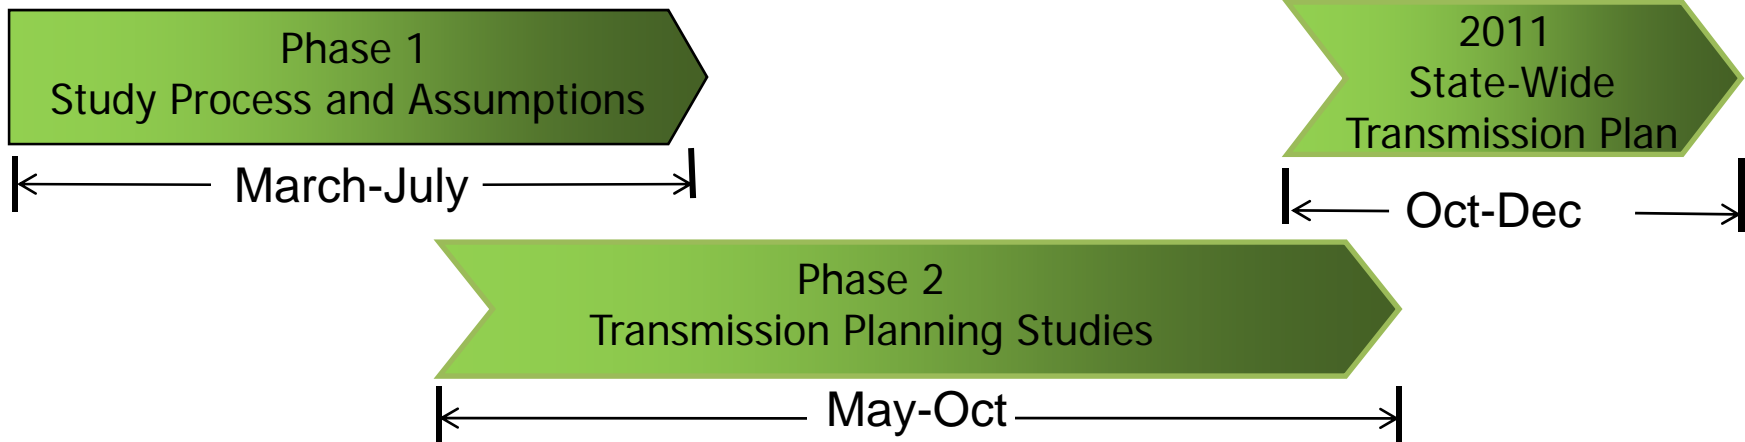 Phase 1
Study Process and Assumptions
March-July
2011
State-Wide
Transmission Plan
Oct-Dec
Phase 2
Transmission Planning Studies
May-Oct